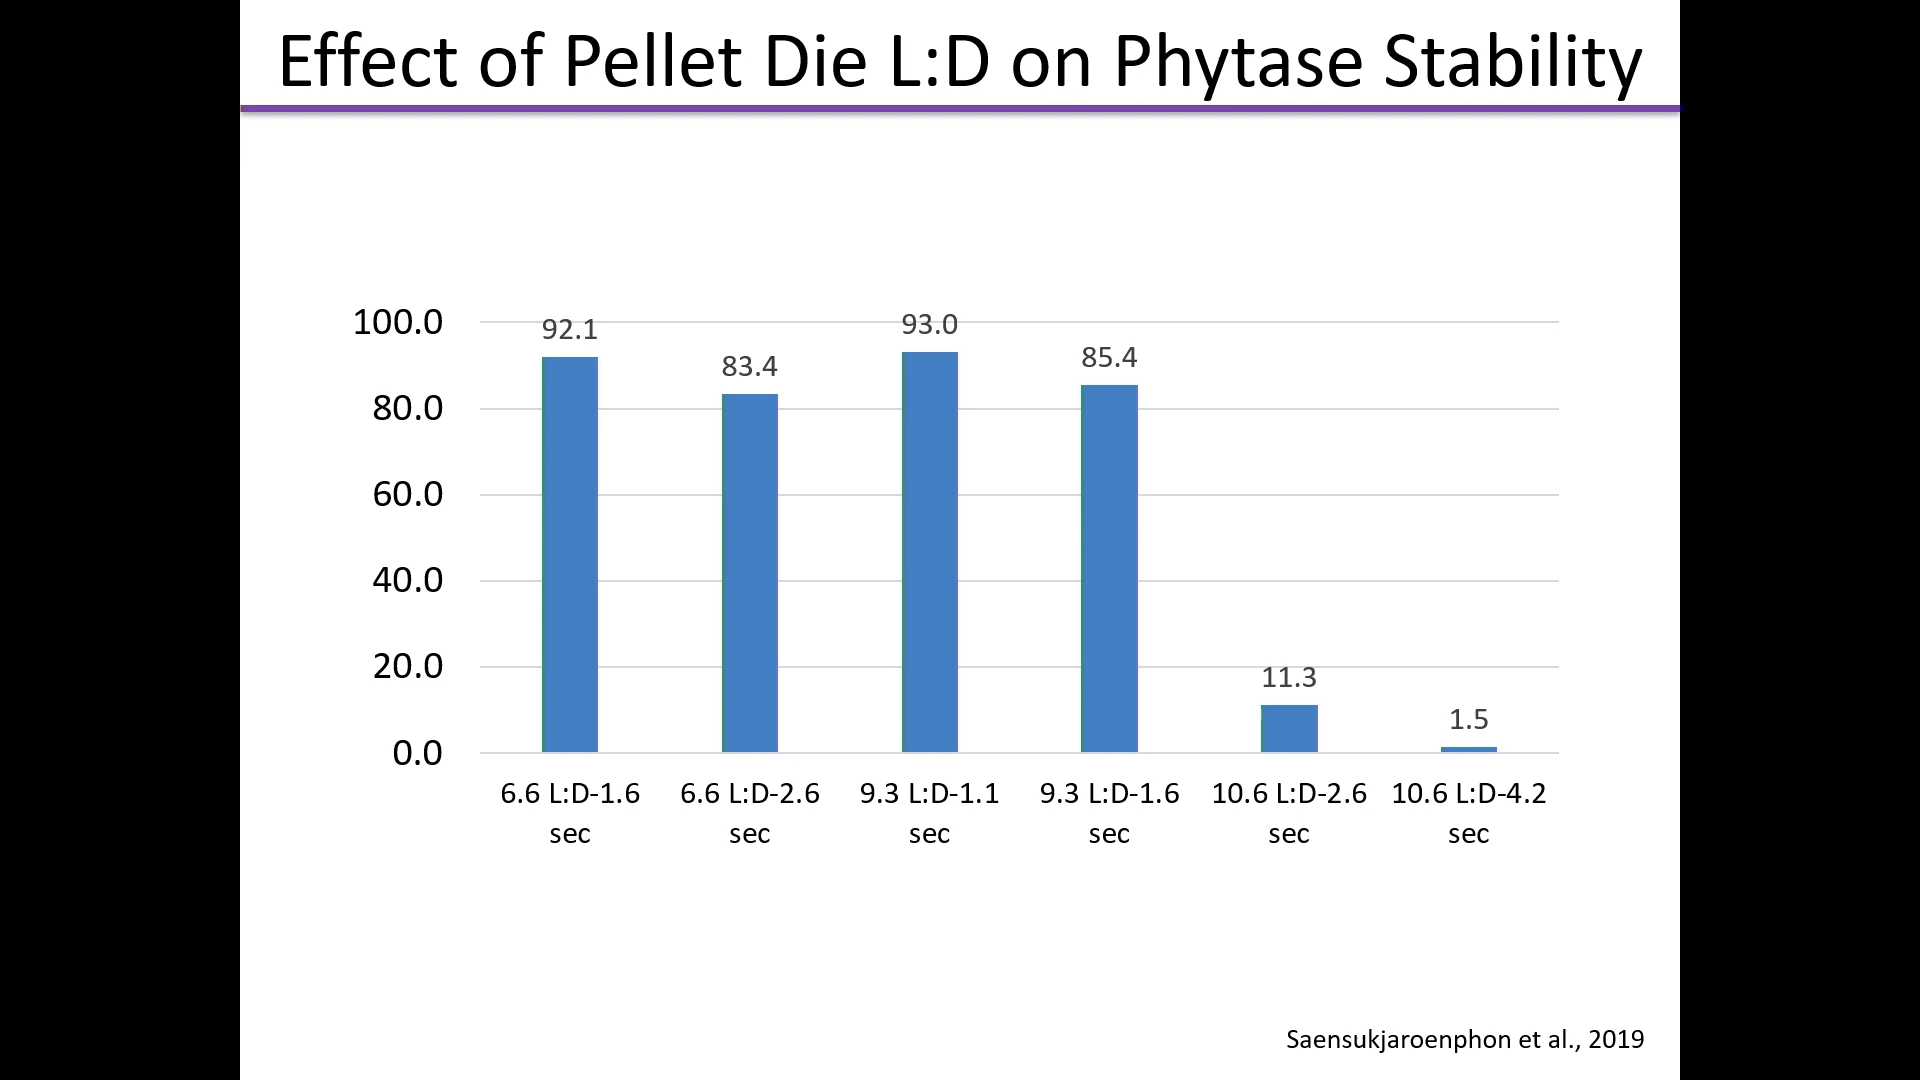 Effect of Pellet Die L:D on Phytase Stability
100.0
80.0
60.0
40.0
20.0
0.0
92.1
83.4
93.0
85.4
11.3
1.5
6.6 L:D-1.6
sec
6.6 L:D-2.6
sec
9.3 L:D-1.1
sec
9.3 L:D-1.6
sec
10.6 L:D-2.6
sec
10.6 L:D-4.2
sec
Saensukjaroenphon et al., 2019